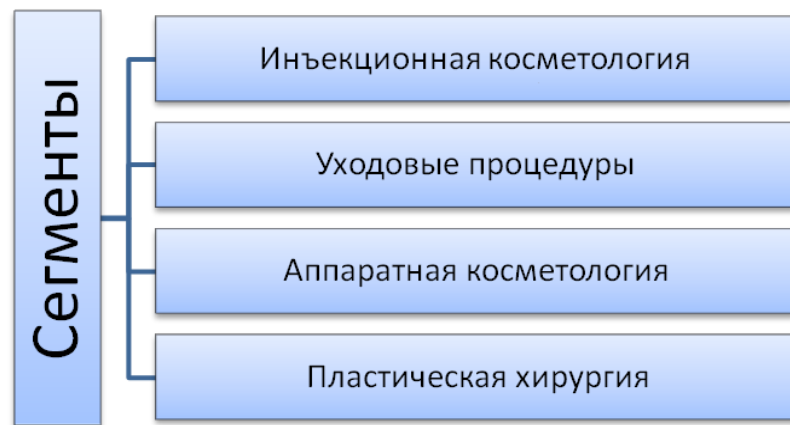 Сегменты
Инъекционная косметология
Уходовые процедуры
Аппаратная косметология
Пластическая хирургия